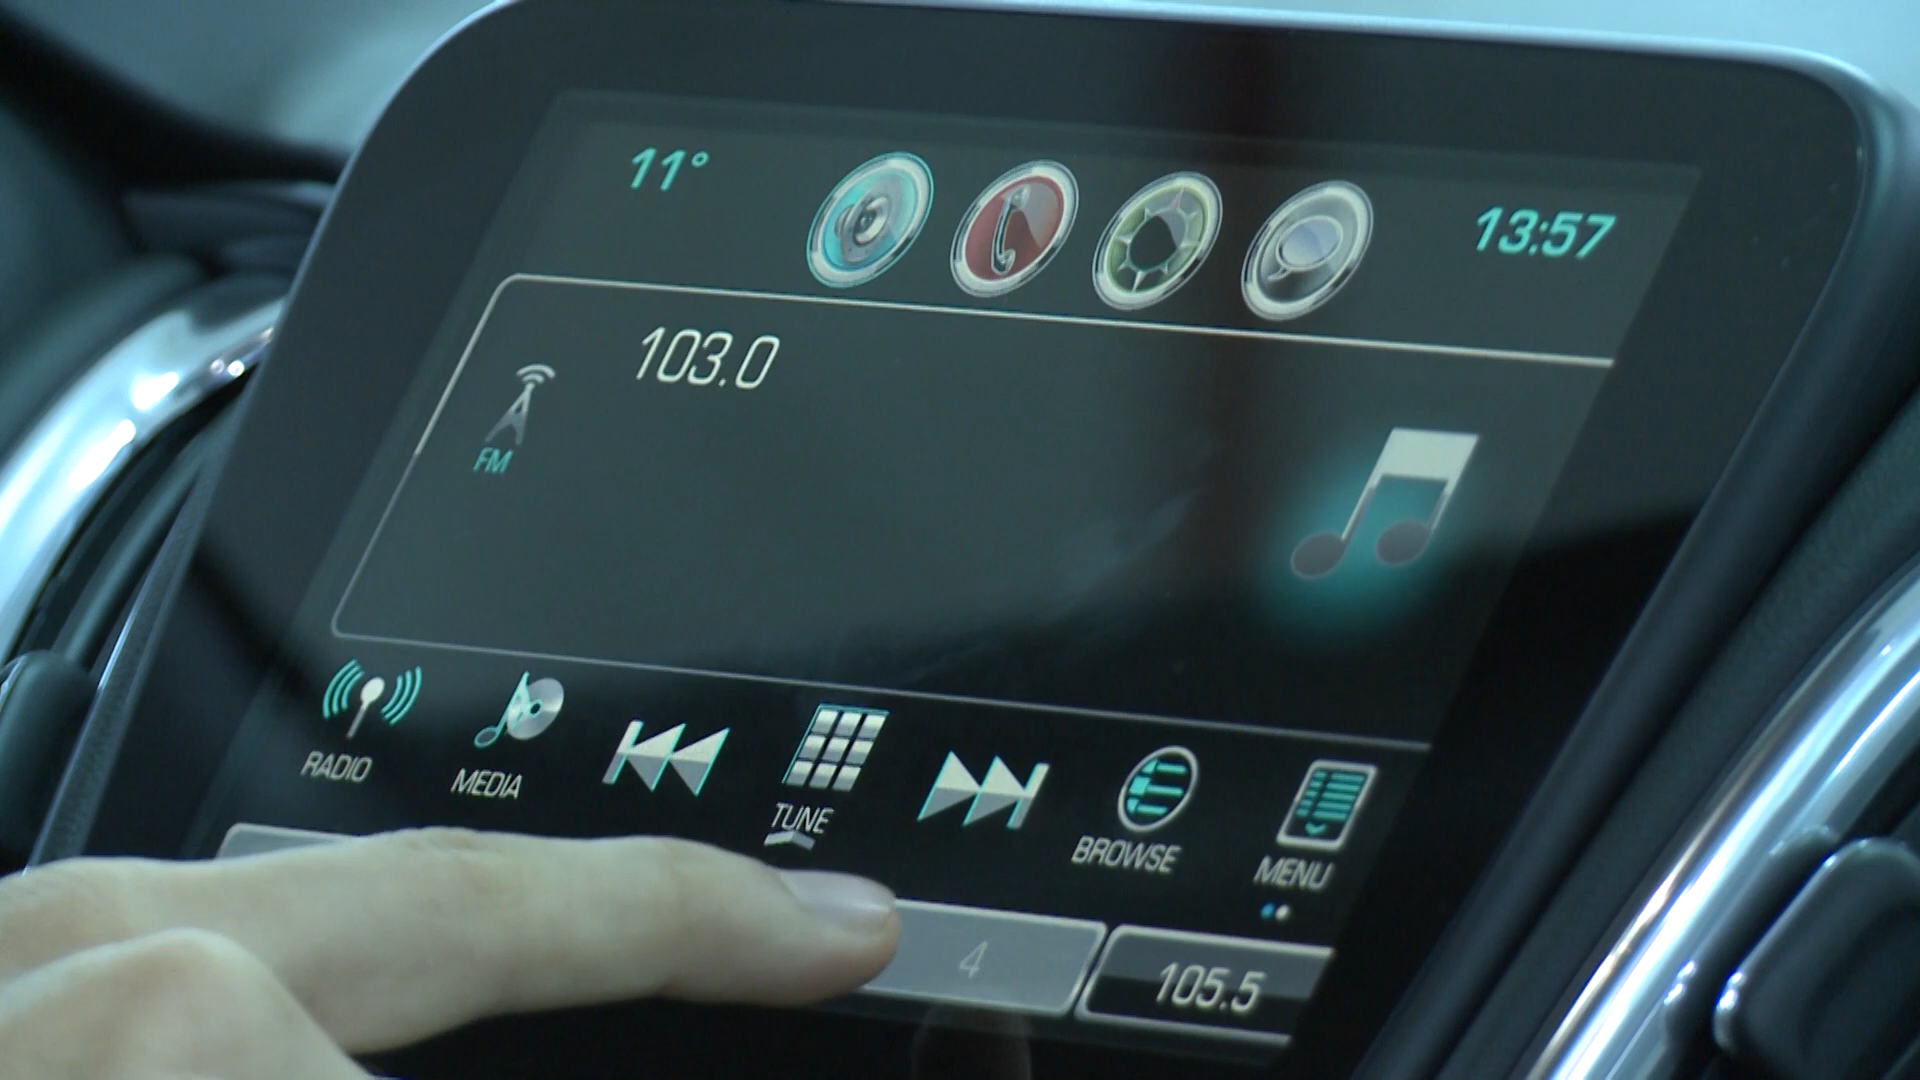 11°
13:57
103.0
FM
RADIO
MEDIA
TUNE
BROWSE
MENU
4
105.5